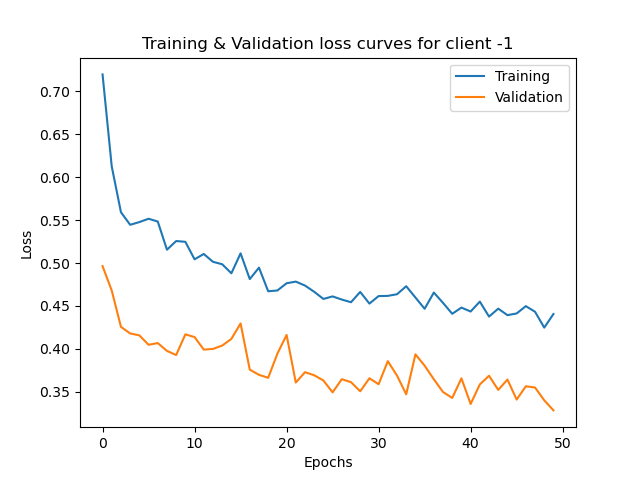 Training & Validation loss curves for client -1
Training
Validation
Loss
0.70
0.65
0.60
0.55
0.50
0.45
0.40
0.35
0 10 20 30 40 50
Epochs